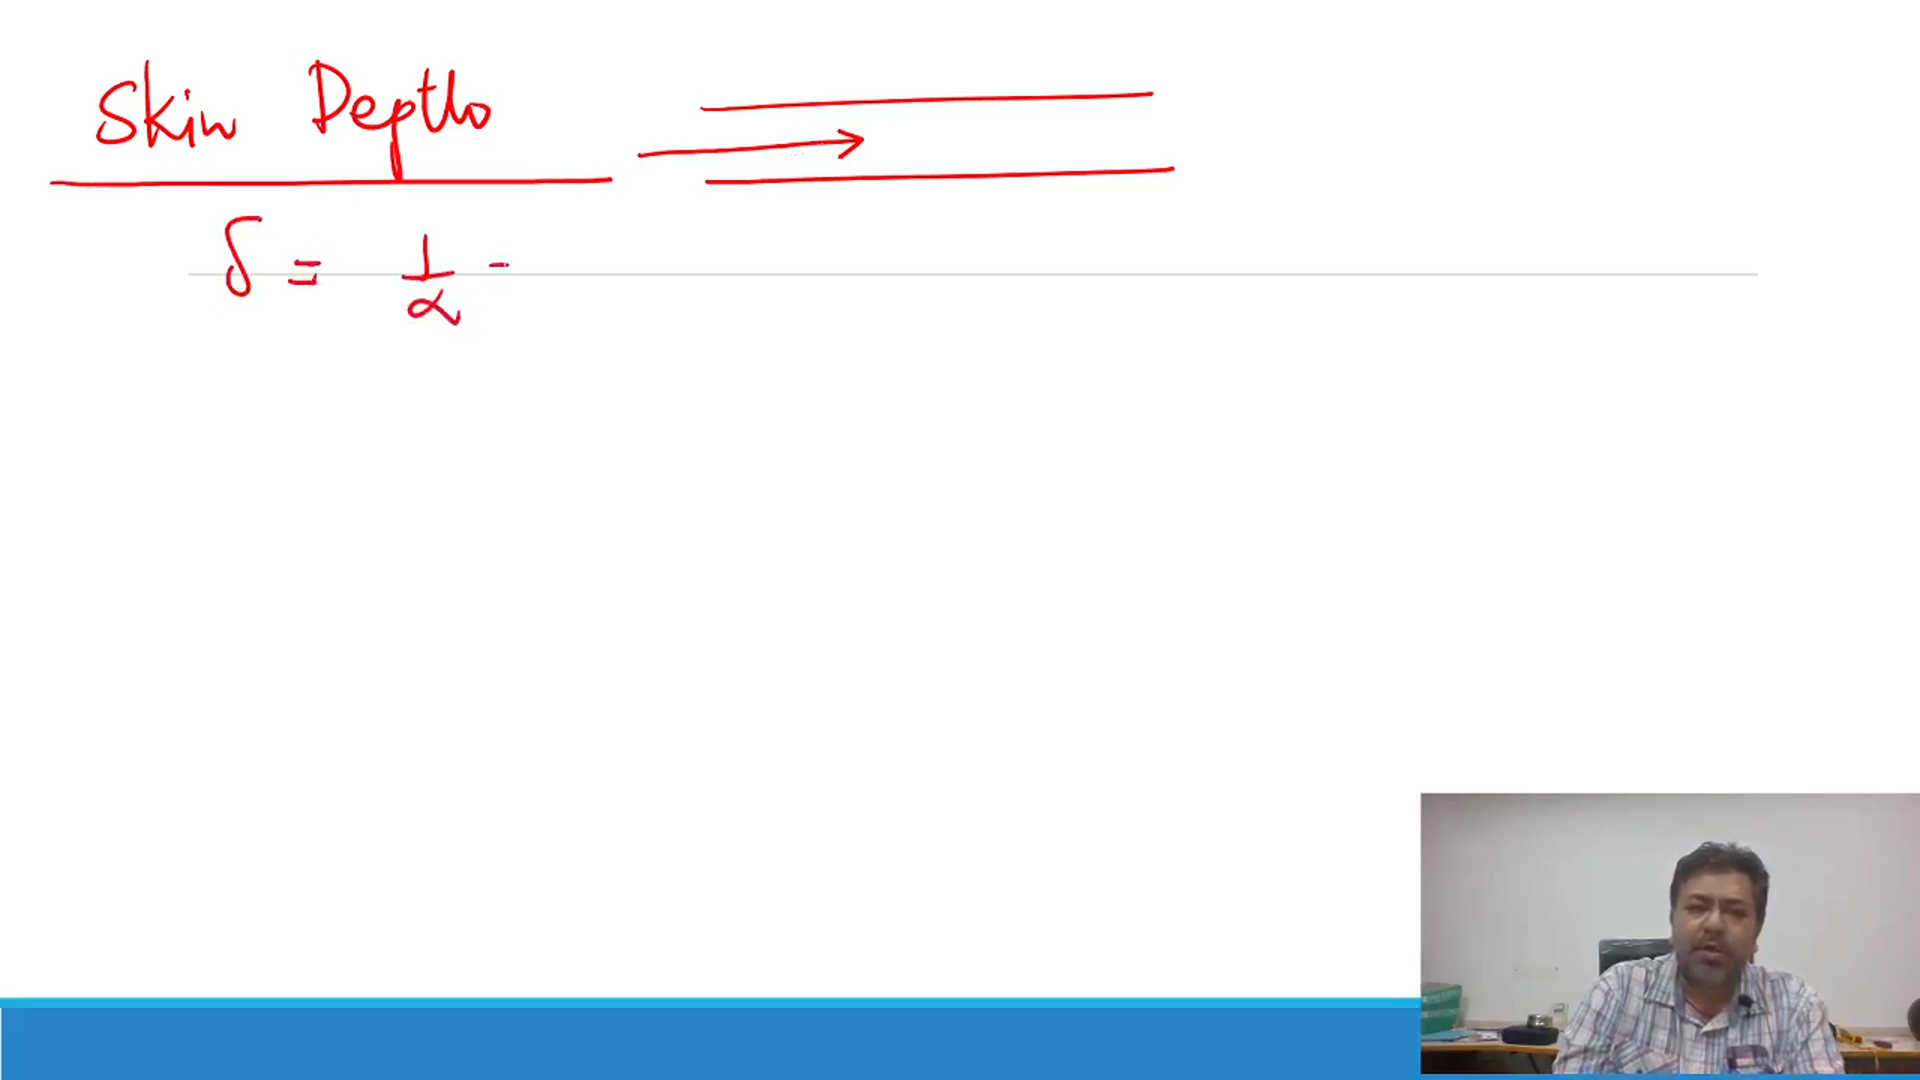 Skin Depth
δ = 1/α -